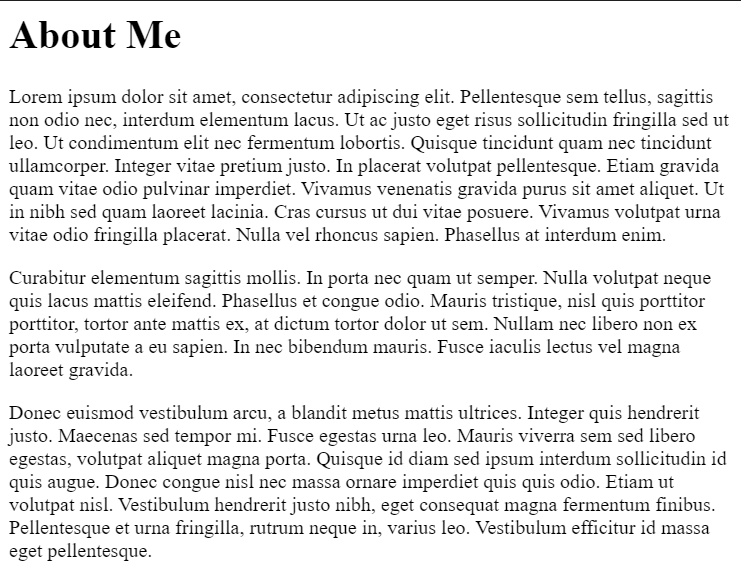 About Me
Lorem ipsum dolor sit amet, consectetur adipiscing elit. Pellentesque sem tellus, sagittis
non odio nec, interdum elementum lacus. Ut ac justo eget risus sollicitudin fringilla sed ut
leo. Ut condimentum elit nec fermentum lobortis. Quisque tincidunt quam nec tincidunt
ullamcorper. Integer vitae pretium justo. In placerat volutpat pellentesque. Etiam gravida
quam vitae odio pulvinar imperdiet. Vivamus venenatis gravida purus sit amet aliquet. Ut
in nibh sed quam laoreet lacinia. Cras cursus ut dui vitae posuere. Vivamus volutpat urna
vitae odio fringilla placerat. Nulla vel rhoncus sapien. Phasellus at interdum enim.
Curabitur elementum sagittis mollis. In porta nec quam ut semper. Nulla volutpat neque
quis lacus mattis eleifend. Phasellus et congue odio. Mauris tristique, nisl quis porttitor
porttitor, tortor ante mattis ex, at dictum tortor dolor ut sem. Nullam nec libero non ex
porta vulputate a eu sapien. In nec bibendum mauris. Fusce iaculis lectus vel magna
laoreet gravida.
Donec euismod vestibulum arcu, a blandit metus mattis ultrices. Integer quis hendrerit
justo. Maecenas sed tempor mi. Fusce egestas urna leo. Mauris viverra sem sed libero
egestas, volutpat aliquet magna porta. Quisque id diam sed ipsum interdum sollicitudin id
quis augue. Donec congue nisl nec massa ornare imperdiet quis quis odio. Etiam ut
volutpat nisl. Vestibulum hendrerit justo nibh, eget consequat magna fermentum finibus.
Pellentesque et urna fringilla, rutrum neque in, varius leo. Vestibulum efficitur id massa
eget pellentesque.